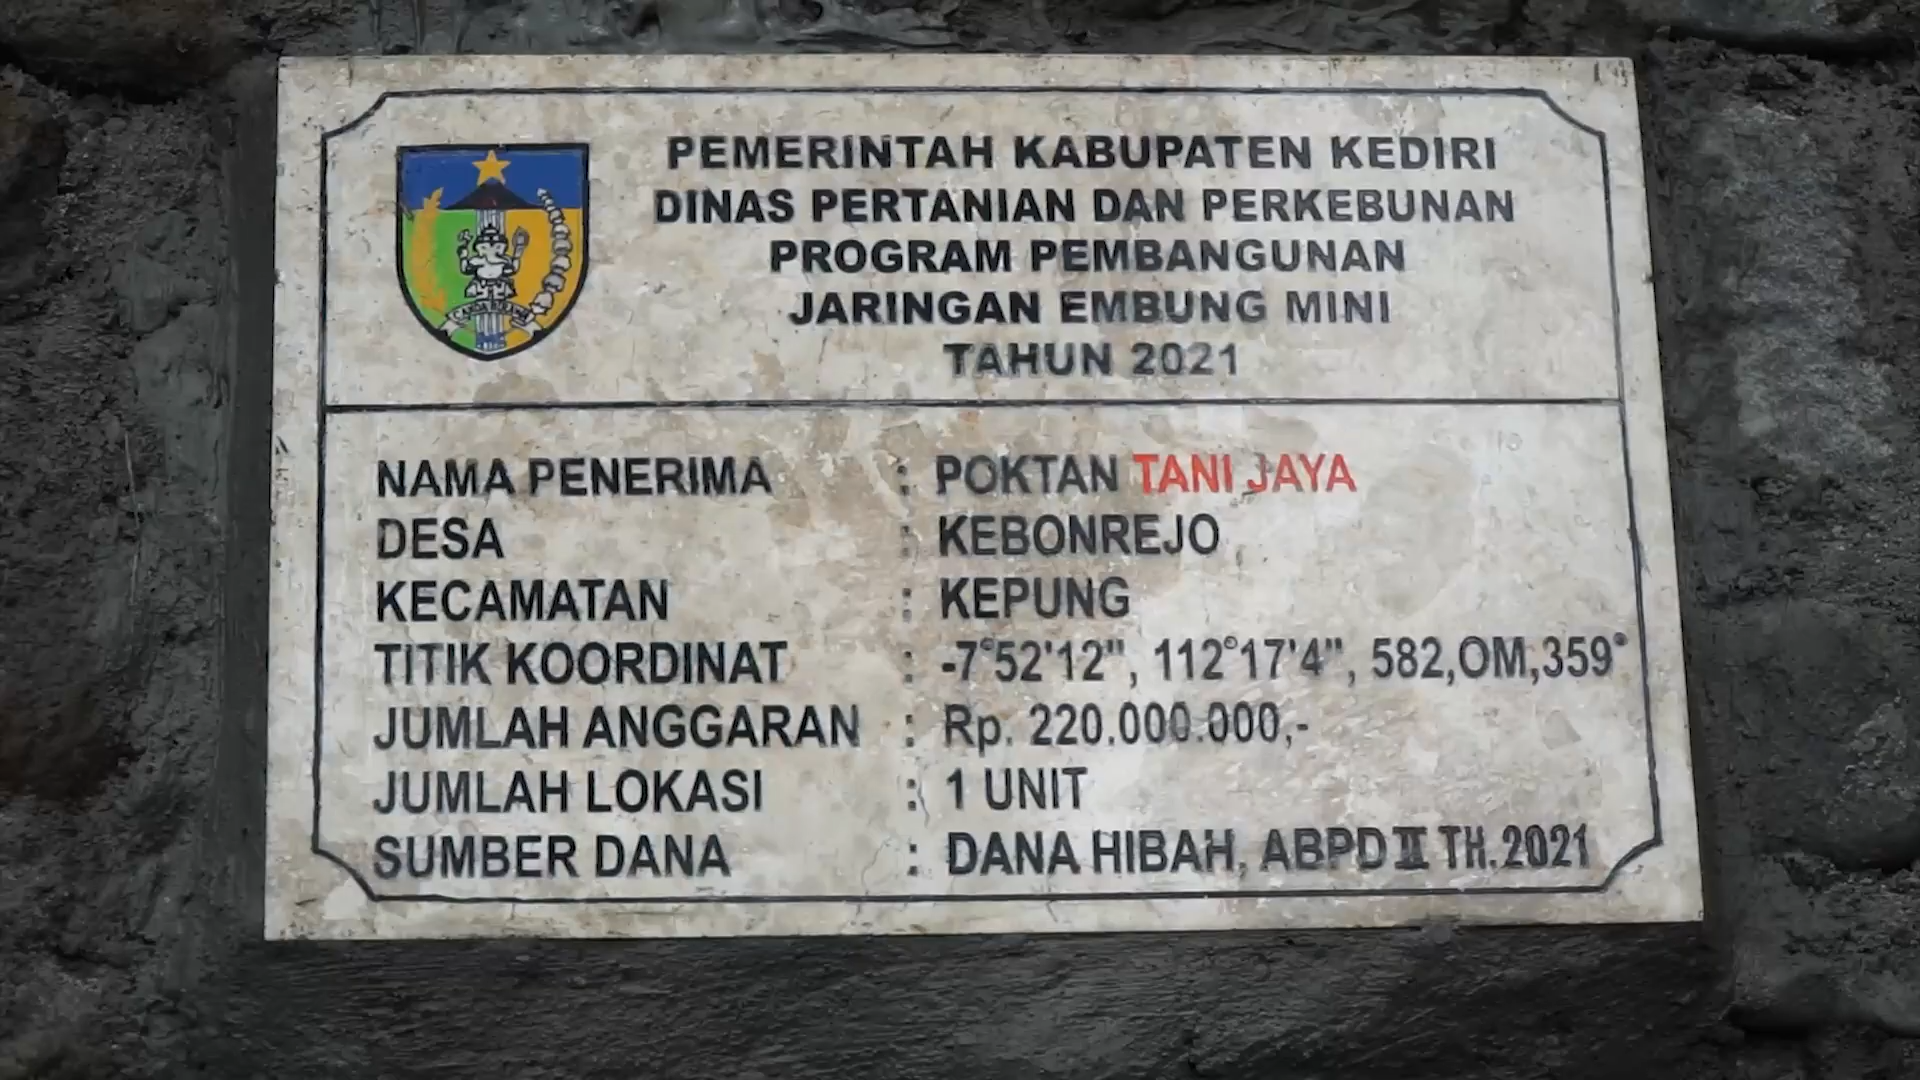 PEMERINTAH KABUPATEN KEDIRI
DINAS PERTANIAN DAN PERKEBUNAN
PROGRAM PEMBANGUNAN
JARINGAN EMBUNG MINI
TAHUN 2021
NAMA PENERIMA : POKTAN TANI JAYA
DESA : KEBONREJO
KECAMATAN : KEPUNG
TITIK KOORDINAT : -7°52'12", 112°17'4", 582,OM,359°
JUMLAH ANGGARAN : Rp. 220.000.000,-
JUMLAH LOKASI : 1 UNIT
SUMBER DANA : DANA HIBAH, ABPD II TH.2021